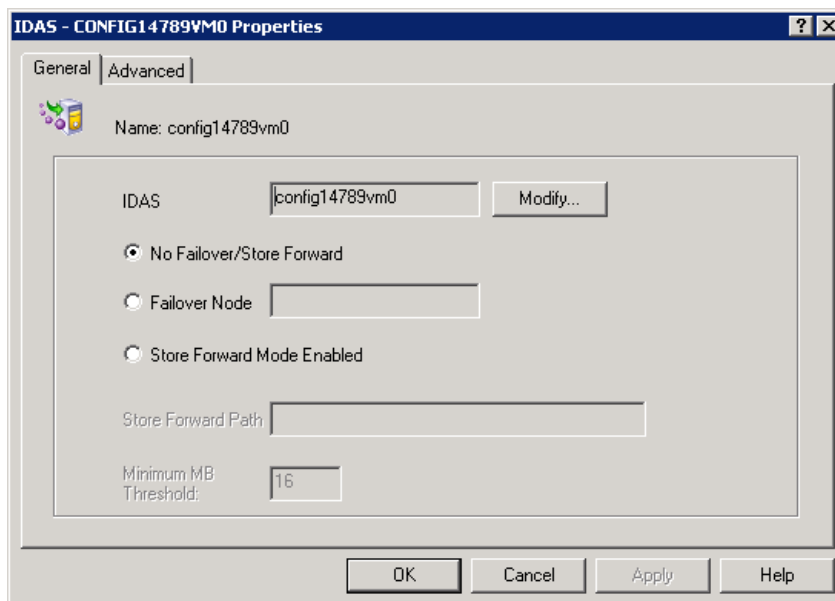 IDAS - CONFIG14789VM0 Properties
General
Advanced
Name: config14789vm0
IDAS
config14789vm0
Modify...
No Failover/Store Forward
Failover Node
Store Forward Mode Enabled
Store Forward Path
Minimum MB
Threshold:
16
OK
Cancel
Apply
Help